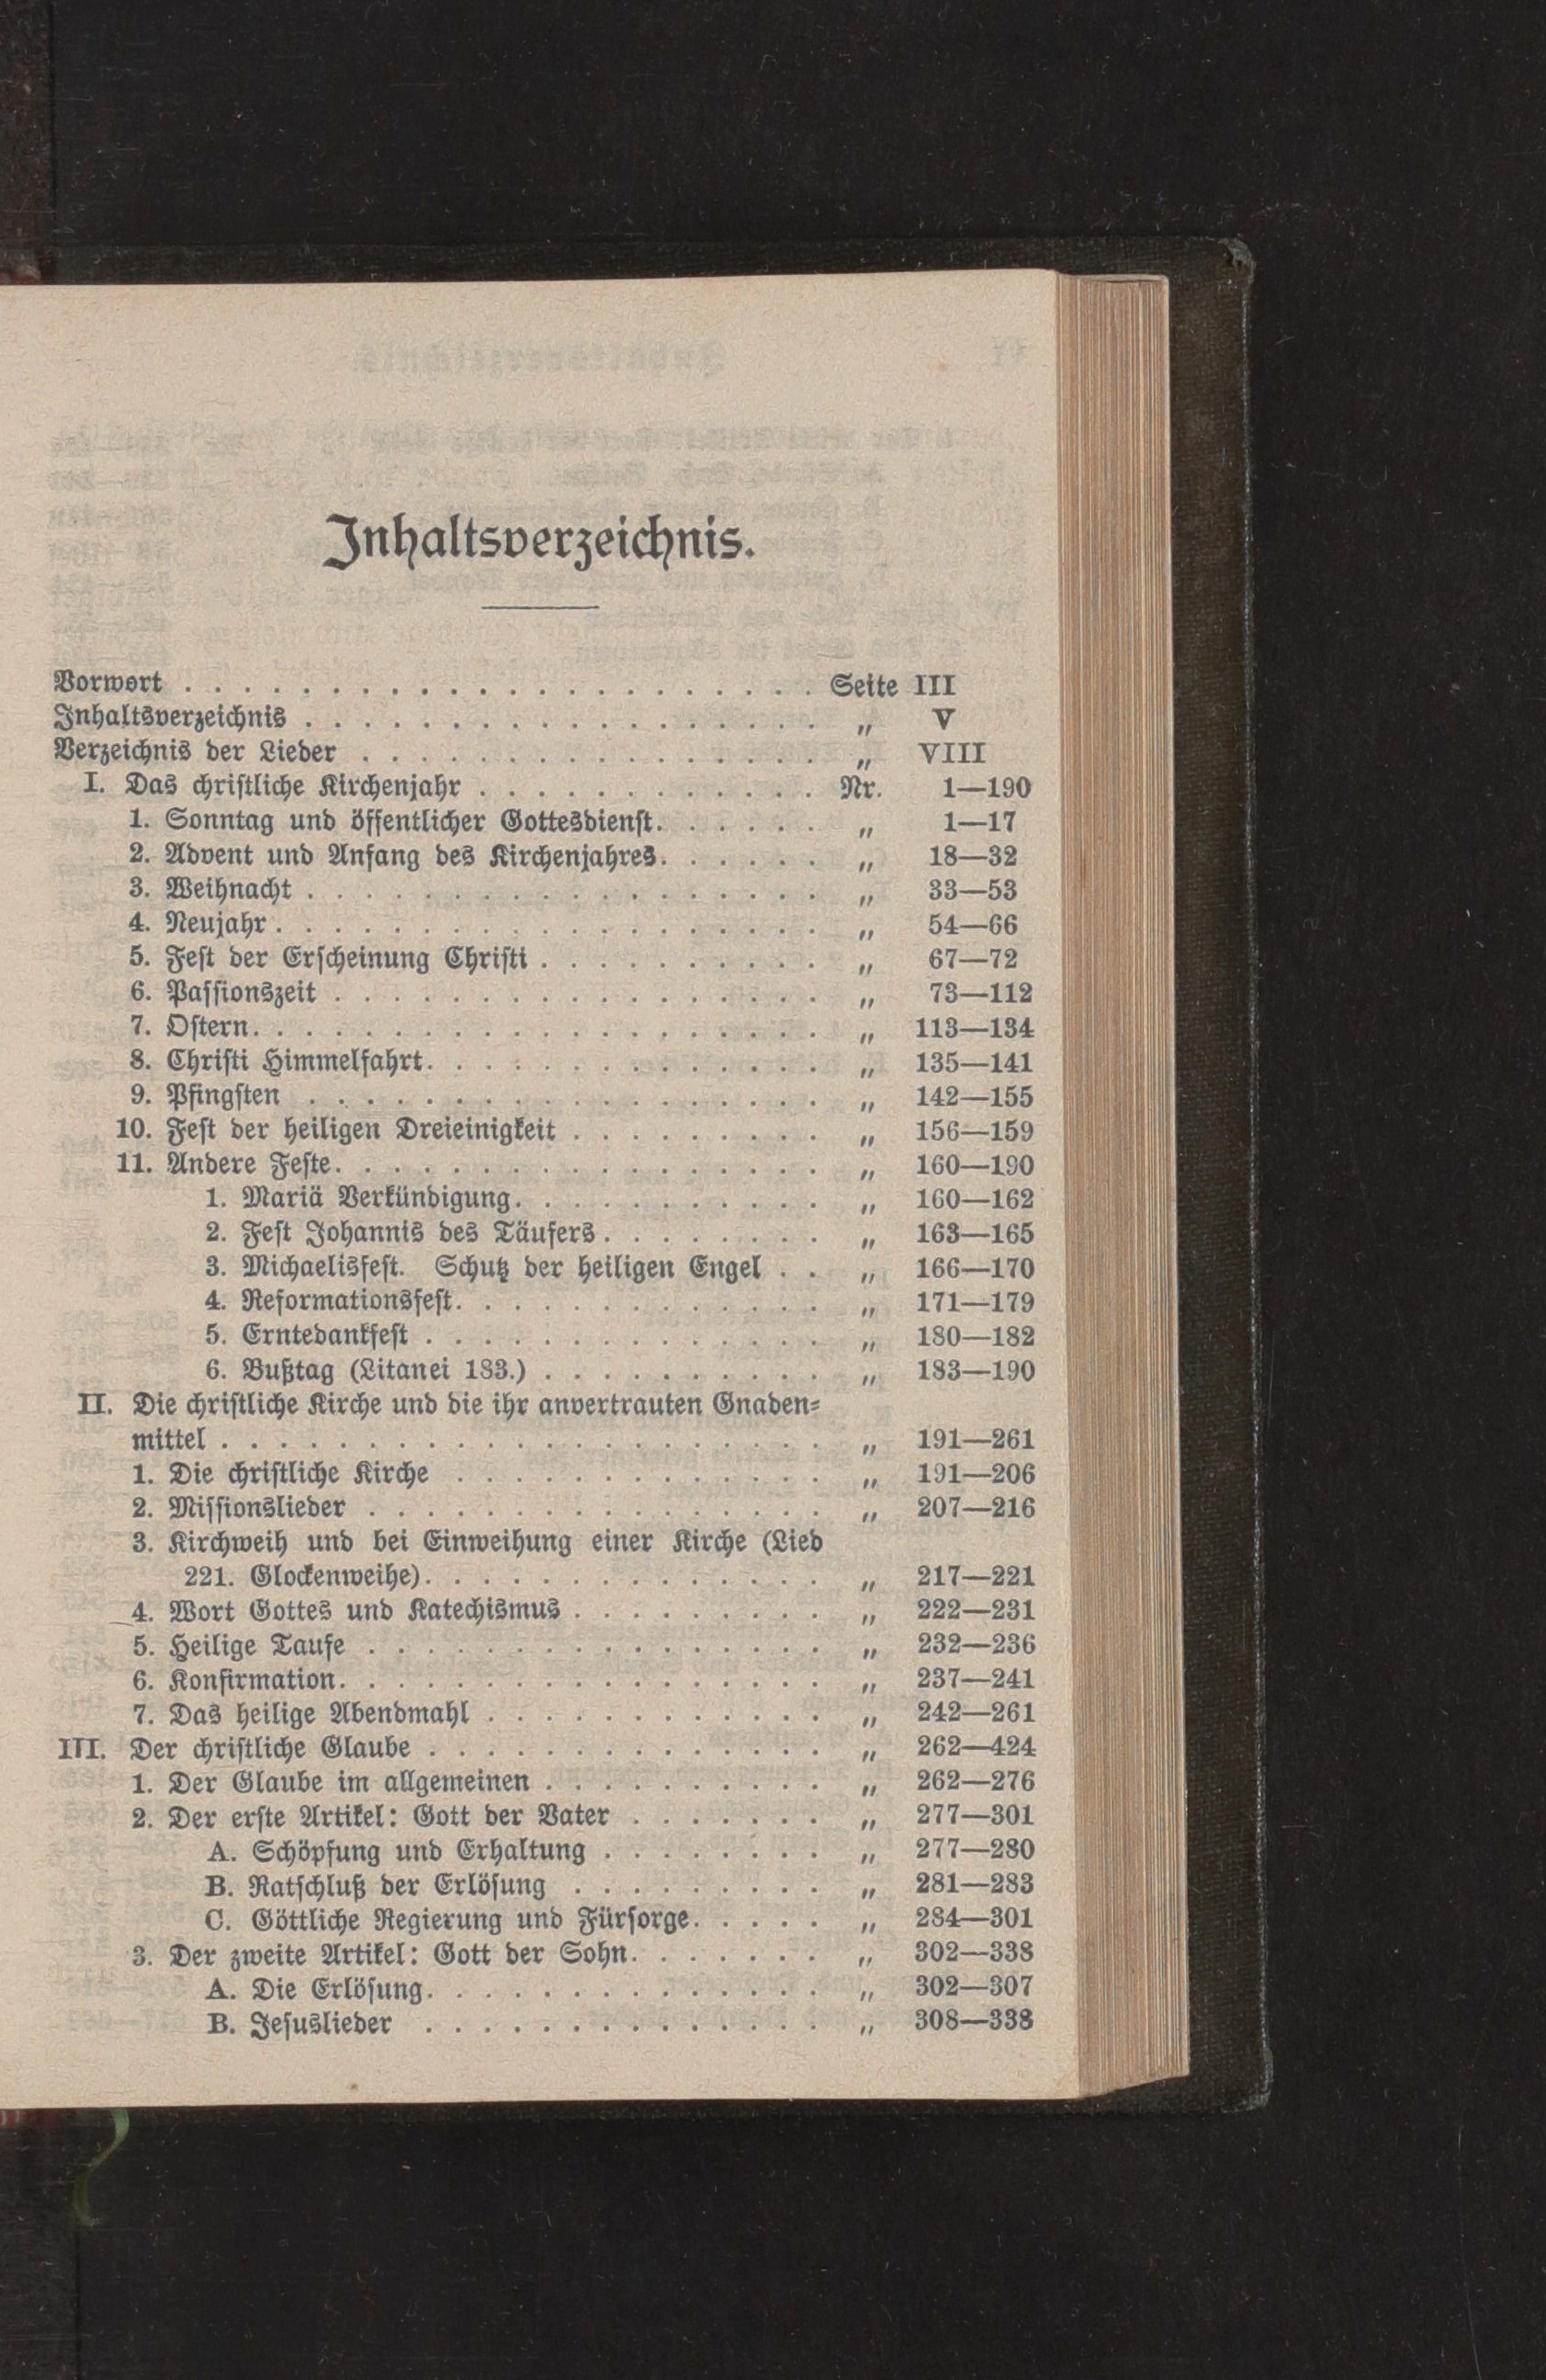 Inhaltsverzeichnis.
Vorwort . . . . . . . . . . . . . . . . . . . . . . Seite III
Inhaltsverzeichnis . . . . . . . . . . . . . . . . . . „ V
Verzeichnis der Lieder . . . . . . . . . . . . . . . . „ VIII
I. Das christliche Kirchenjahr . . . . . . . . . . . . . Nr. 1—190
1. Sonntag und öffentlicher Gottesdienst. . . . . . „ 1—17
2. Advent und Anfang des Kirchenjahres. . . . . . „ 18—32
3. Weihnacht . . . . . . . . . . . . . . . . . . „ 33—53
4. Neujahr . . . . . . . . . . . . . . . . . . . . „ 54—66
5. Fest der Erscheinung Christi . . . . . . . . . . „ 67—72
6. Passionszeit . . . . . . . . . . . . . . . . . „ 73—112
7. Ostern. . . . . . . . . . . . . . . . . . . . „ 113—134
8. Christi Himmelfahrt. . . . . . . . . . . . . . „ 135—141
9. Pfingsten . . . . . . . . . . . . . . . . . . „ 142—155
10. Fest der heiligen Dreieinigkeit . . . . . . . . . „ 156—159
11. Andere Feste. . . . . . . . . . . . . . . . . „ 160—190
1. Mariä Verkündigung. . . . . . . . . . . „ 160—162
2. Fest Johannis des Täufers. . . . . . . . „ 163—165
3. Michaelisfest. Schutz der heiligen Engel . . „ 166—170
4. Reformationsfest. . . . . . . . . . . . . „ 171—179
5. Erntedankfest . . . . . . . . . . . . . . „ 180—182
6. Bußtag (Litanei 183.) . . . . . . . . . . „ 183—190
II. Die christliche Kirche und die ihr anvertrauten Gnaden-
mittel . . . . . . . . . . . . . . . . . . . . . „ 191—261
1. Die christliche Kirche . . . . . . . . . . . . . „ 191—206
2. Missionslieder . . . . . . . . . . . . . . . . „ 207—216
3. Kirchweih und bei Einweihung einer Kirche (Lied
221. Glockenweihe). . . . . . . . . . . . . . „ 217—221
4. Wort Gottes und Katechismus . . . . . . . . . „ 222—231
5. Heilige Taufe . . . . . . . . . . . . . . . . „ 232—236
6. Konfirmation. . . . . . . . . . . . . . . . . „ 237—241
7. Das heilige Abendmahl . . . . . . . . . . . . „ 242—261
III. Der christliche Glaube . . . . . . . . . . . . . . „ 262—424
1. Der Glaube im allgemeinen . . . . . . . . . . „ 262—276
2. Der erste Artikel: Gott der Vater . . . . . . . „ 277—301
A. Schöpfung und Erhaltung . . . . . . . . „ 277—280
B. Ratschluß der Erlösung . . . . . . . . . „ 281—283
C. Göttliche Regierung und Fürsorge. . . . . „ 284—301
3. Der zweite Artikel: Gott der Sohn. . . . . . . „ 302—338
A. Die Erlösung. . . . . . . . . . . . . . „ 302—307
B. Jesuslieder . . . . . . . . . . . . . . „ 308—338